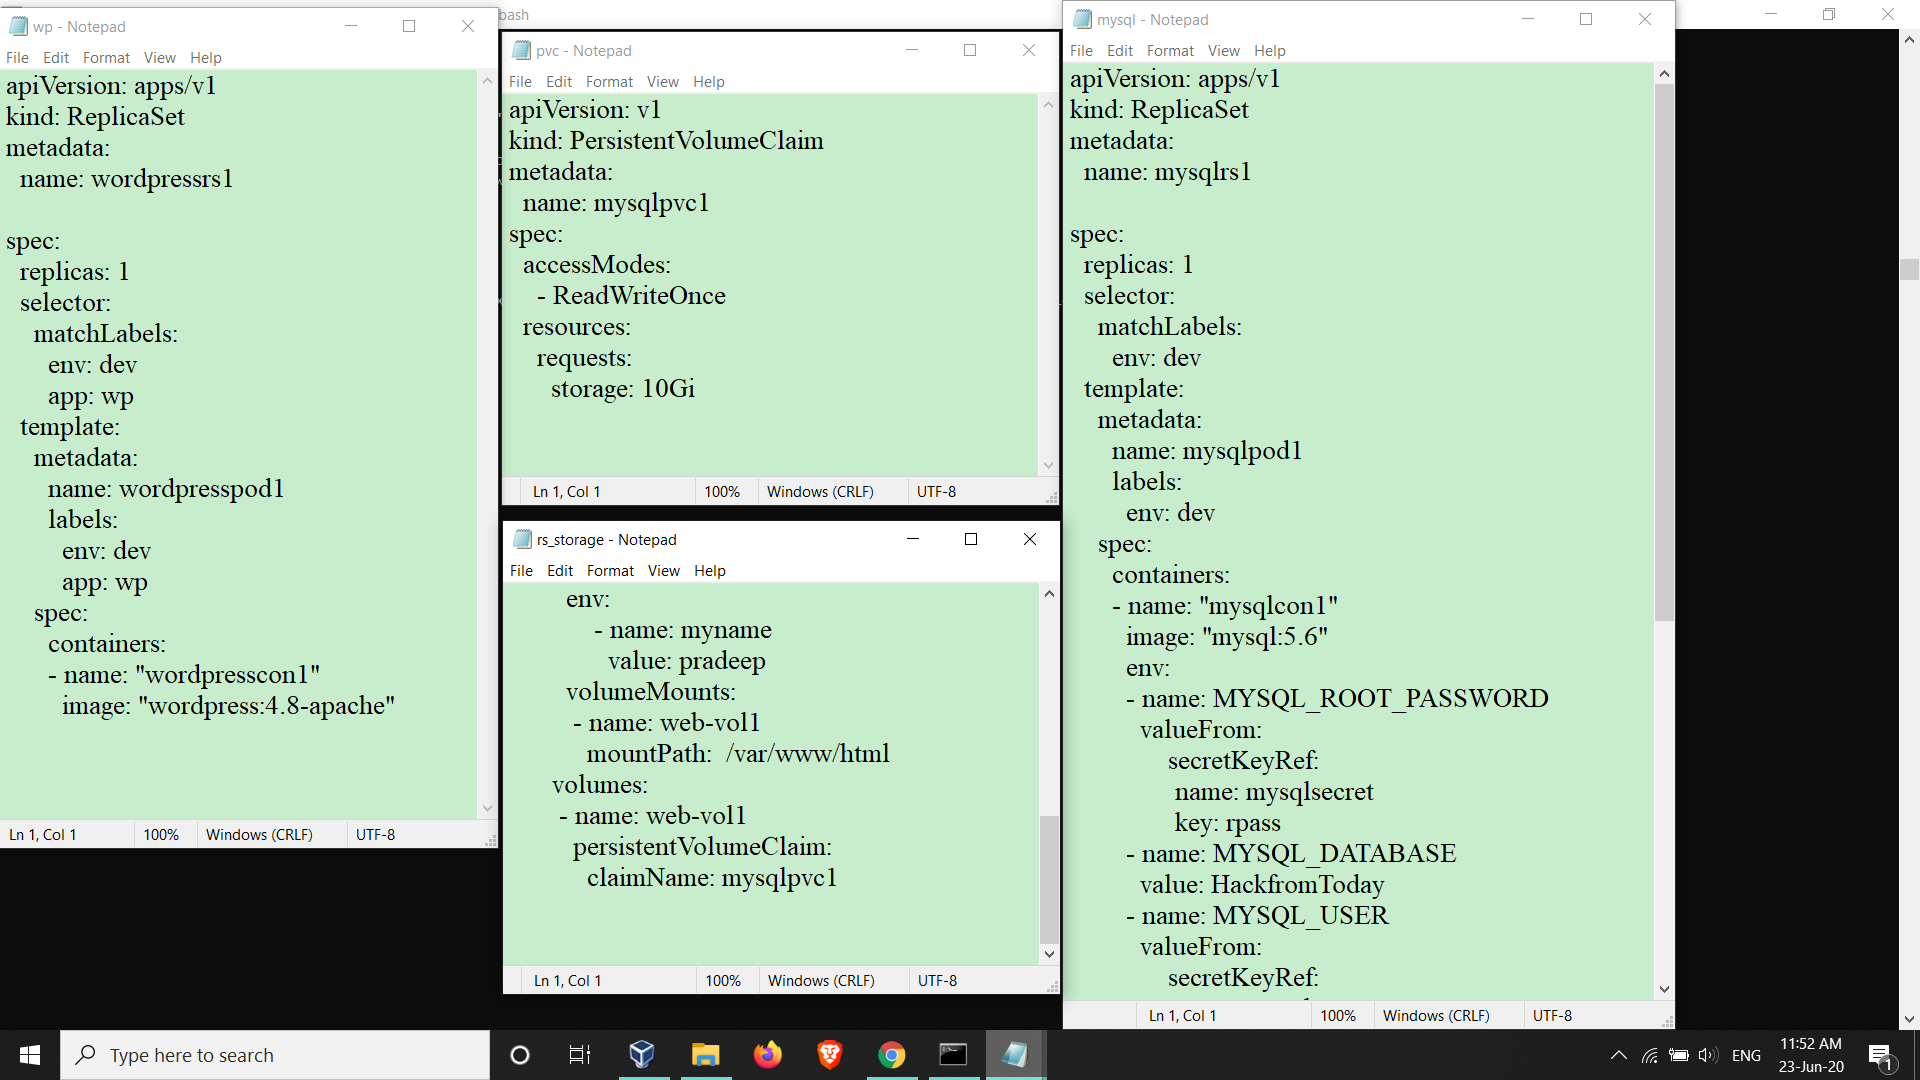 wp - Notepad
File Edit Format View Help
apiVersion: apps/v1
kind: ReplicaSet
metadata:
  name: wordpressrs1

spec:
  replicas: 1
  selector:
    matchLabels:
      env: dev
      app: wp
  template:
    metadata:
      name: wordpresspod1
      labels:
        env: dev
        app: wp
    spec:
      containers:
      - name: "wordpresscon1"
        image: "wordpress:4.8-apache"
Ln 1, Col 1 100% Windows (CRLF) UTF-8
bash
pvc - Notepad
File Edit Format View Help
apiVersion: v1
kind: PersistentVolumeClaim
metadata:
  name: mysqlpvc1
spec:
  accessModes:
    - ReadWriteOnce
  resources:
    requests:
      storage: 10Gi
Ln 1, Col 1 100% Windows (CRLF) UTF-8
rs_storage - Notepad
File Edit Format View Help
        env:
            - name: myname
              value: pradeep
        volumeMounts:
         - name: web-vol1
           mountPath:  /var/www/html
      volumes:
       - name: web-vol1
         persistentVolumeClaim:
           claimName: mysqlpvc1
Ln 1, Col 1 100% Windows (CRLF) UTF-8
mysql - Notepad
File Edit Format View Help
apiVersion: apps/v1
kind: ReplicaSet
metadata:
  name: mysqlrs1

spec:
  replicas: 1
  selector:
    matchLabels:
      env: dev
  template:
    metadata:
      name: mysqlpod1
      labels:
        env: dev
    spec:
      containers:
      - name: "mysqlcon1"
        image: "mysql:5.6"
        env:
        - name: MYSQL_ROOT_PASSWORD
          valueFrom:
              secretKeyRef:
               name: mysqlsecret
               key: rpass
        - name: MYSQL_DATABASE
          value: HackfromToday
        - name: MYSQL_USER
          valueFrom:
              secretKeyRef:
Ln 1, Col 1 100% Windows (CRLF) UTF-8
Type here to search
ENG
11:52 AM
23-Jun-20
1